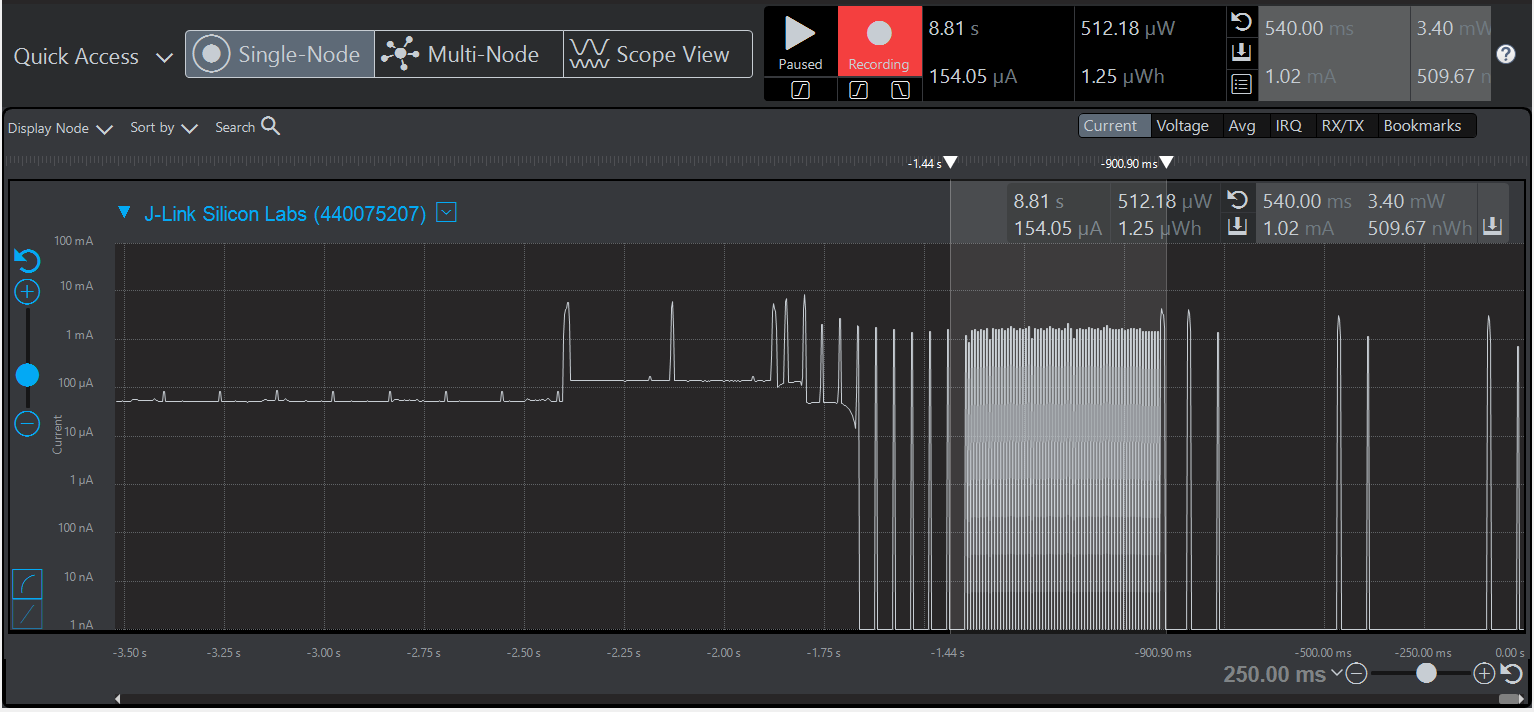 Quick Access
Single-Node
Multi-Node
Scope View
Paused
Recording
8.81 s
154.05 µA
512.18 µW
1.25 µWh
540.00 ms
1.02 mA
3.40 mW
509.67 n
?
Display Node
Sort by
Search
Current
Voltage
Avg
IRQ
RX/TX
Bookmarks
-1.44 s
-900.90 ms
J-Link Silicon Labs (440075207)
8.81 s
512.18 µW
540.00 ms
3.40 mW
154.05 µA
1.25 µWh
1.02 mA
509.67 nWh
100 mA
10 mA
1 mA
100 µA
10 µA
1 µA
100 nA
10 nA
1 nA
Current
-3.50 s
-3.25 s
-3.00 s
-2.75 s
-2.50 s
-2.25 s
-2.00 s
-1.75 s
-1.44 s
-900.90 ms
-500.00 ms
-250.00 ms
0.00 s
250.00 ms